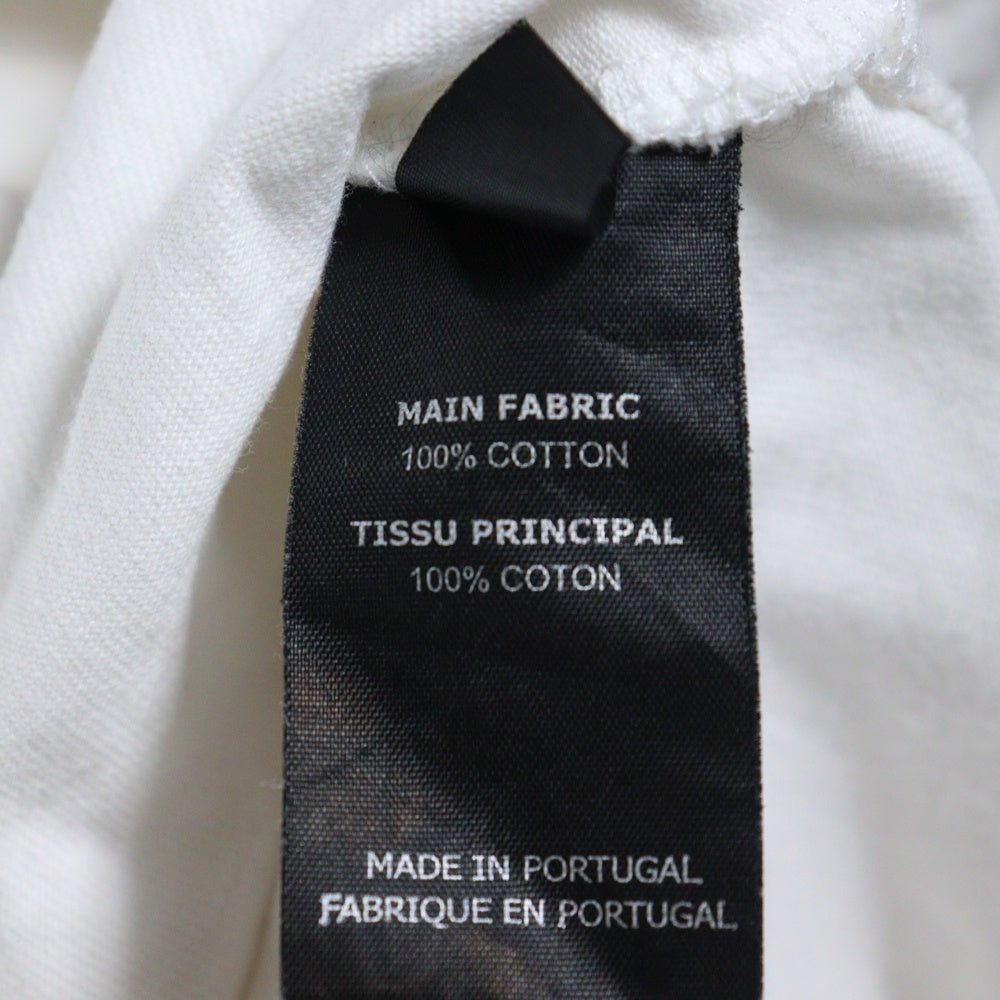 MAIN FABRIC
100% COTTON
TISSU PRINCIPAL
100% COTON
MADE IN PORTUGAL
FABRIQUE EN PORTUGAL